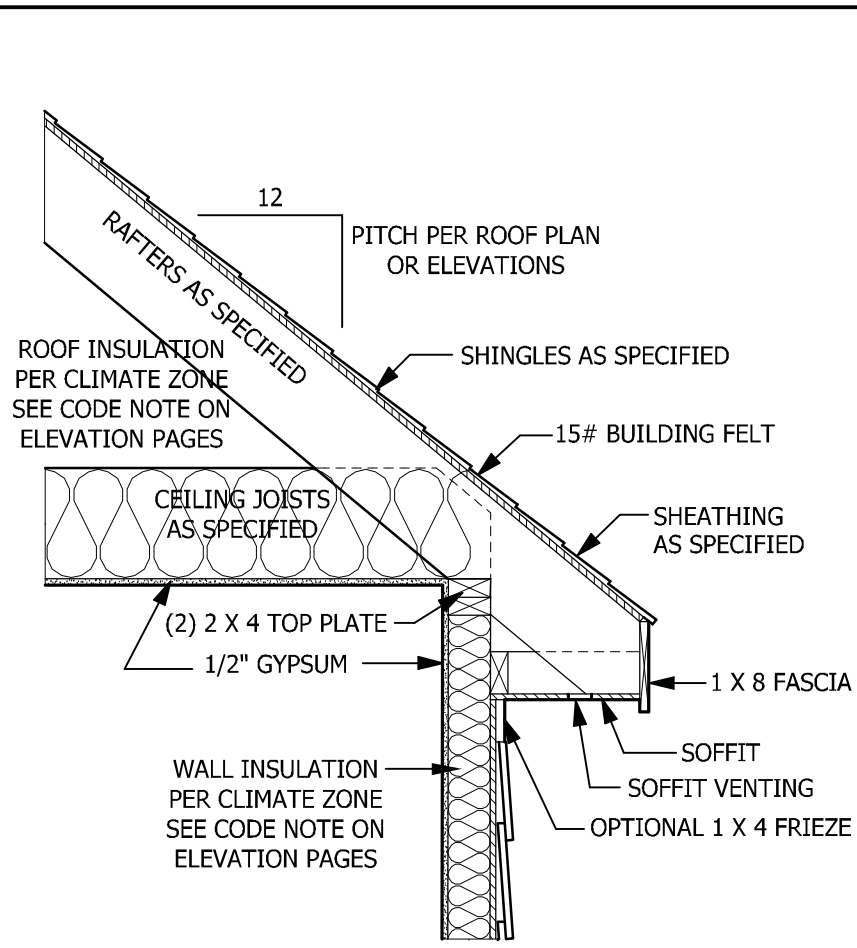 12
PITCH PER ROOF PLAN
OR ELEVATIONS
RAFTERS AS SPECIFIED
ROOF INSULATION
PER CLIMATE ZONE
SEE CODE NOTE ON
ELEVATION PAGES
SHINGLES AS SPECIFIED
15# BUILDING FELT
CEILING JOISTS
AS SPECIFIED
SHEATHING
AS SPECIFIED
(2) 2 X 4 TOP PLATE
1/2" GYPSUM
1 X 8 FASCIA
SOFFIT
SOFFIT VENTING
OPTIONAL 1 X 4 FRIEZE
WALL INSULATION
PER CLIMATE ZONE
SEE CODE NOTE ON
ELEVATION PAGES